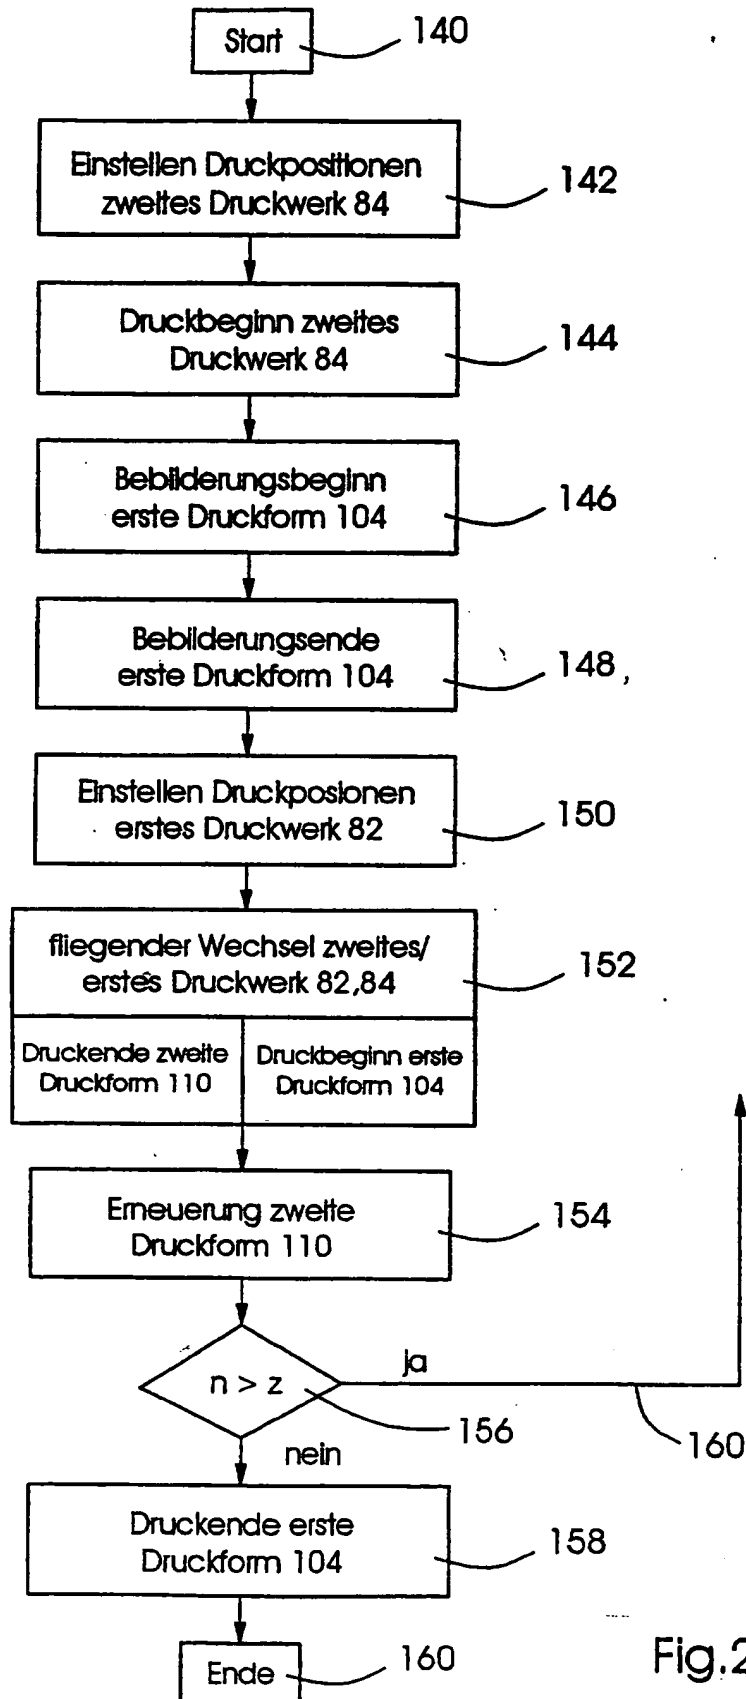 Start
140
Einstellen Druckpositionen
zweites Druckwerk 84
142
Druckbeginn zweites
Druckwerk 84
144
Bebilderungsbeginn
erste Druckform 104
146
Bebilderungsende
erste Druckform 104
148
Einstellen Druckposionen
erstes Druckwerk 82
150
fliegender Wechsel zweites/
erstes Druckwerk 82,84
152
Druckende zweite
Druckform 110
Druckbeginn erste
Druckform 104
Erneuerung zweite
Druckform 110
154
n > z
ja
156
160
nein
Druckende erste
Druckform 104
158
Ende
160
Fig.2